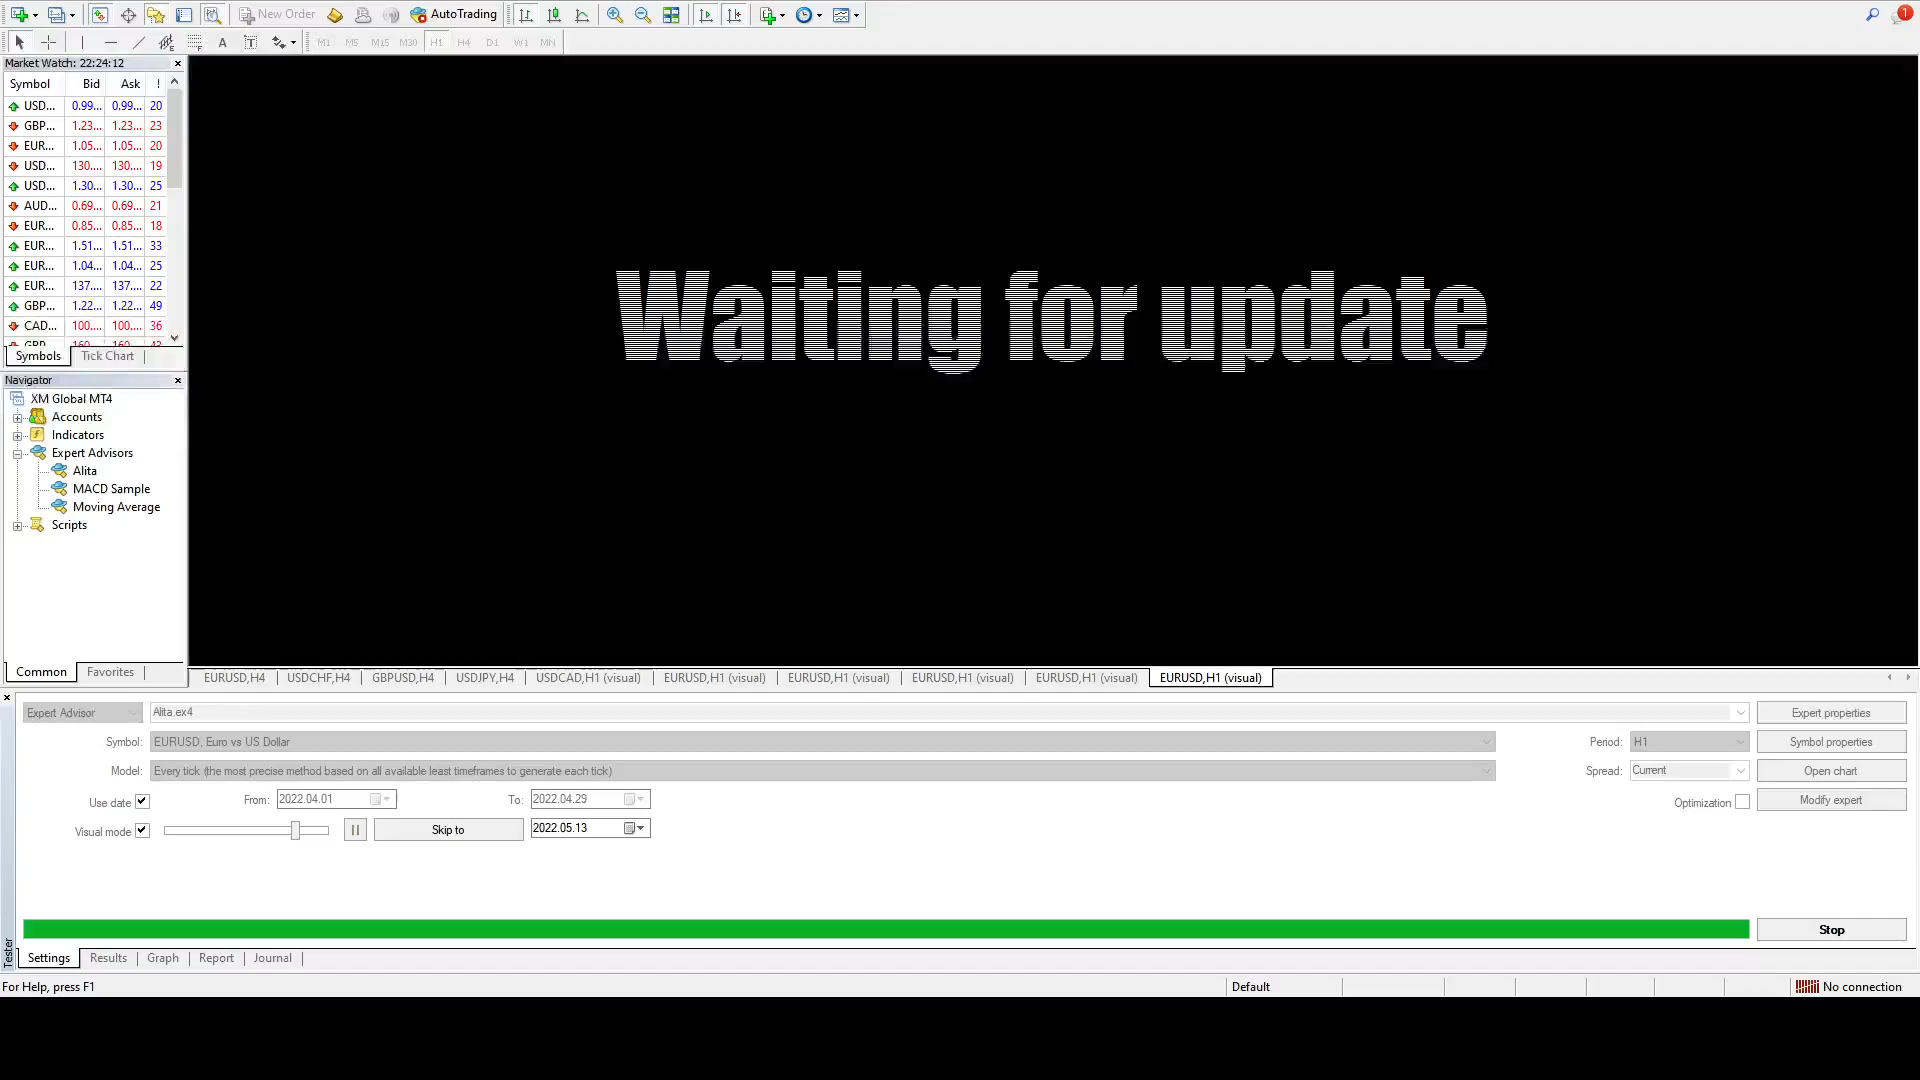 New Order AutoTrading 1
A T M1 M5 M15 M30 H1 H4 D1 W1 MN
Market Watch: 22:24:12
Symbol Bid Ask !
USD... 0.99... 0.99... 20
GBP... 1.23... 1.23... 23
EUR... 1.05... 1.05... 20
USD... 130.... 130.... 19
USD... 1.30... 1.30... 25
AUD... 0.69... 0.69... 21
EUR... 0.85... 0.85... 18
EUR... 1.51... 1.51... 33
EUR... 1.04... 1.04... 25
EUR... 137.... 137.... 22
GBP... 1.22... 1.22... 49
CAD... 100.... 100.... 36
Symbols Tick Chart
Waiting for update
Navigator
XM Global MT4
Accounts
Indicators
Expert Advisors
Alita
MACD Sample
Moving Average
Scripts
Common Favorites
EURUSD,H4 USDCHF,H4 GBPUSD,H4 USDJPY,H4 USDCAD,H1 (visual) EURUSD,H1 (visual) EURUSD,H1 (visual) EURUSD,H1 (visual) EURUSD,H1 (visual) EURUSD,H1 (visual)
Expert Advisor Alita.ex4 Expert properties
Symbol: EURUSD, Euro vs US Dollar Period: H1 Symbol properties
Model: Every tick (the most precise method based on all available least timeframes to generate each tick) Spread: Current Open chart
Use date From: 2022.04.01 To: 2022.04.29 Optimization Modify expert
Visual mode Skip to 2022.05.13
Stop
Tester
Settings Results Graph Report Journal
For Help, press F1 Default No connection